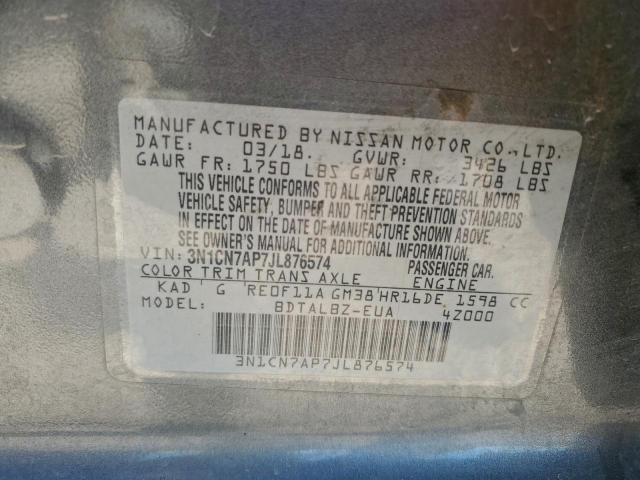 MANUFACTURED BY NISSAN MOTOR CO., LTD.
DATE: 03/18. GVWR: 3426 LBS
GAWR FR: 1750 LBS GAWR RR: 1708 LBS
THIS VEHICLE CONFORMS TO ALL APPLICABLE FEDERAL MOTOR
VEHICLE SAFETY, BUMPER AND THEFT PREVENTION STANDARDS
IN EFFECT ON THE DATE OF MANUFACTURE SHOWN ABOVE.
SEE OWNER'S MANUAL FOR ADDITIONAL INFORMATION.
VIN: 3N1CN7AP7JL876574 PASSENGER CAR.
COLOR TRIM TRANS AXLE ENGINE
KAD G RE0F11A GM38 HR16DE 1598 CC
MODEL: BDTALBZ-EUA 4Z000
3N1CN7AP7JL876574